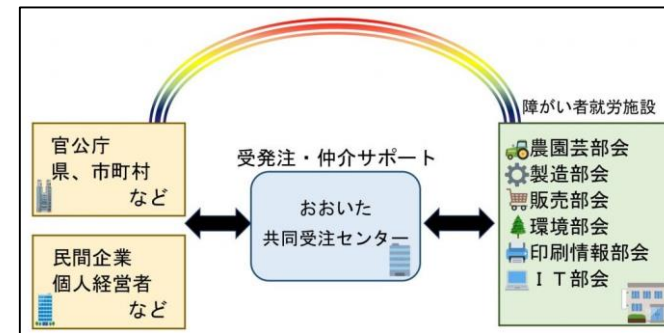 官公庁
県、市町村
など
民間企業
個人経営者
など
受発注・仲介サポート
おおいた
共同受注センター
障がい者就労施設
農園芸部会
製造部会
販売部会
環境部会
印刷情報部会
ＩＴ部会